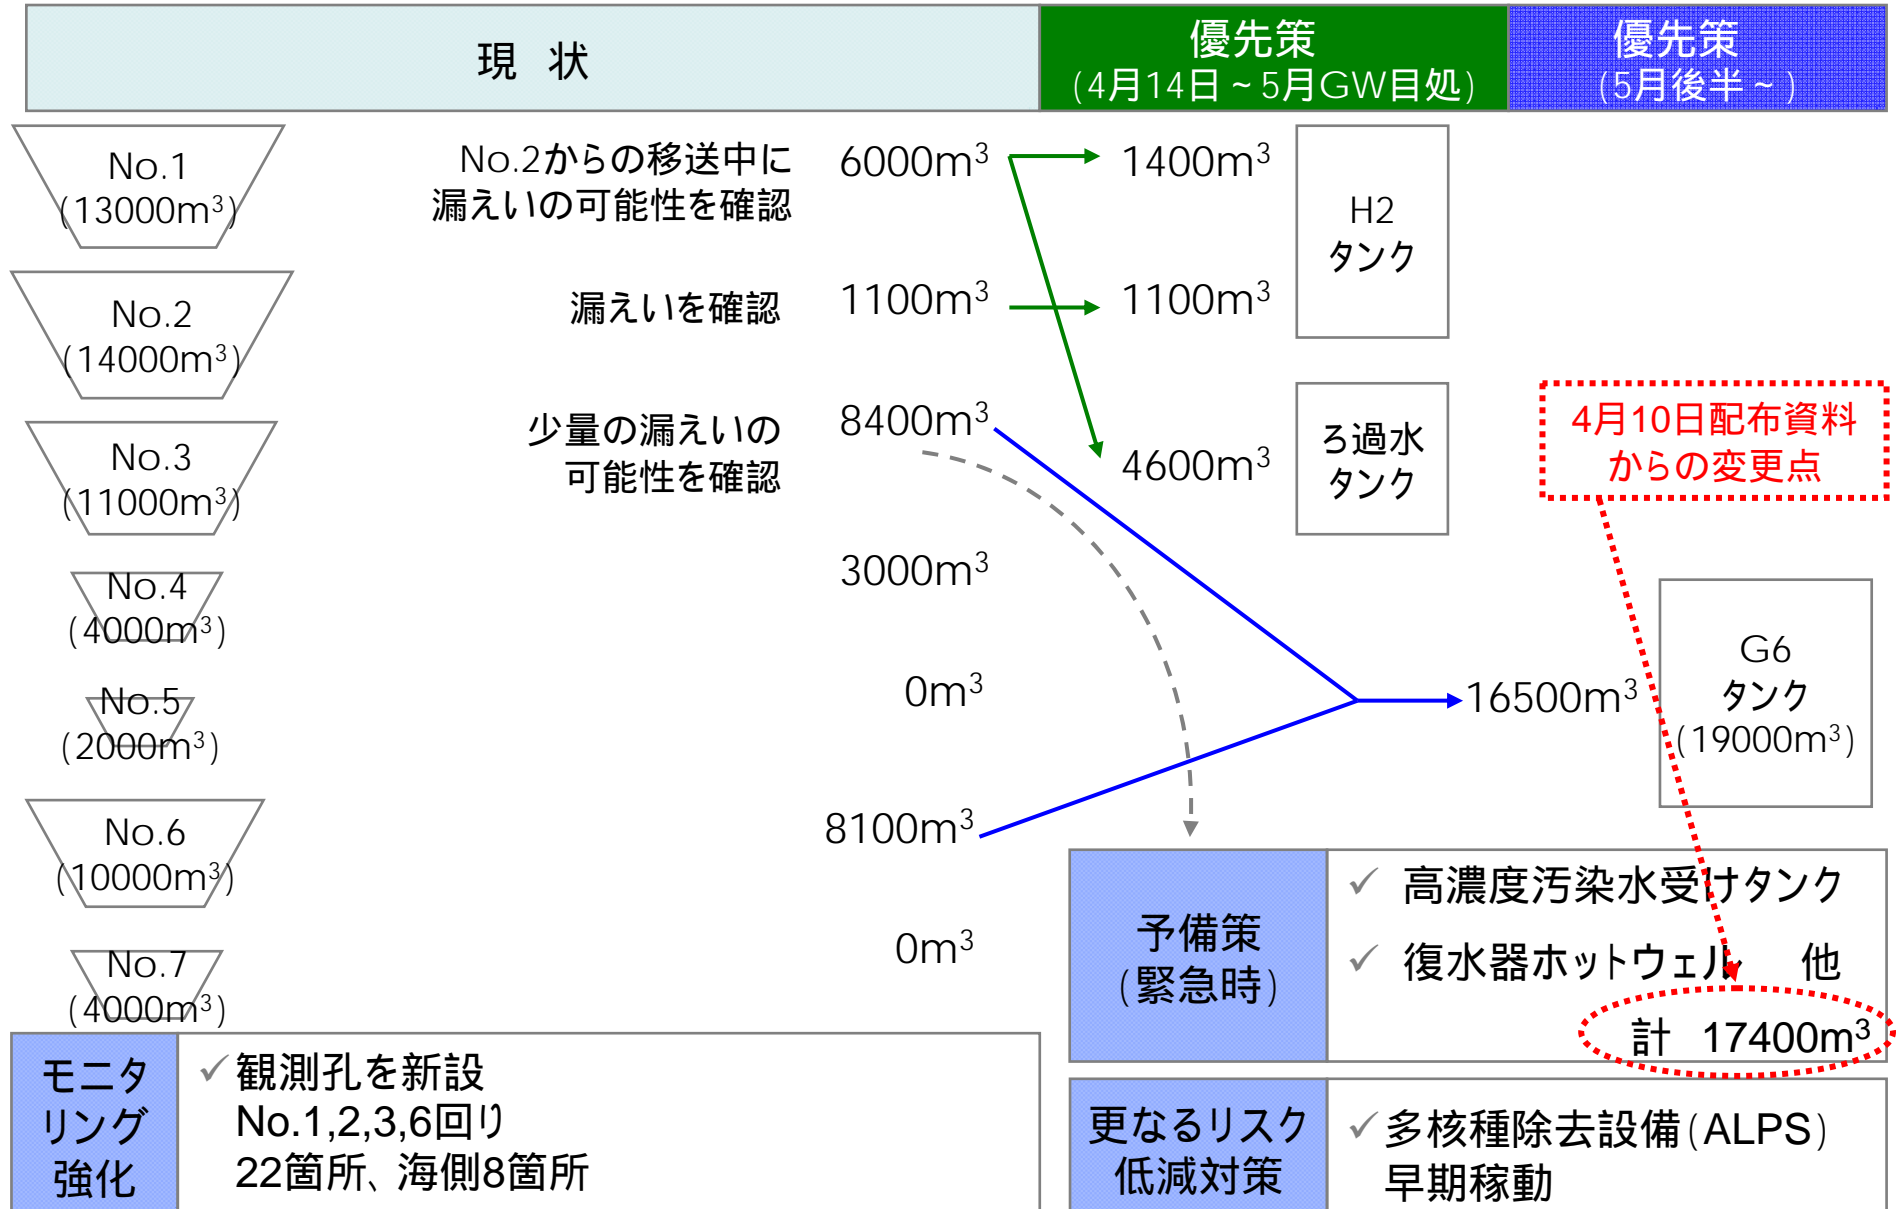 現 状
優先策
(4月14日~5月GW目処)
優先策
(5月後半~)
No.1
(13000m³)
No.2からの移送中に
漏えいの可能性を確認
6000m³
1400m³
H2
タンク
No.2
(14000m³)
漏えいを確認
1100m³
1100m³
No.3
(11000m³)
少量の漏えいの
可能性を確認
8400m³
4600m³
ろ過水
タンク
4月10日配布資料
からの変更点
No.4
(4000m³)
3000m³
No.5
(2000m³)
0m³
16500m³
G6
タンク
(19000m³)
No.6
(10000m³)
8100m³
No.7
(4000m³)
0m³
予備策
(緊急時)
✓ 高濃度汚染水受けタンク
✓ 復水器ホットウェル 他
計 17400m³
モニタ
リング
強化
✓観測孔を新設
No.1,2,3,6回り
22箇所、海側8箇所
更なるリスク
低減対策
✓多核種除去設備(ALPS)
早期稼動